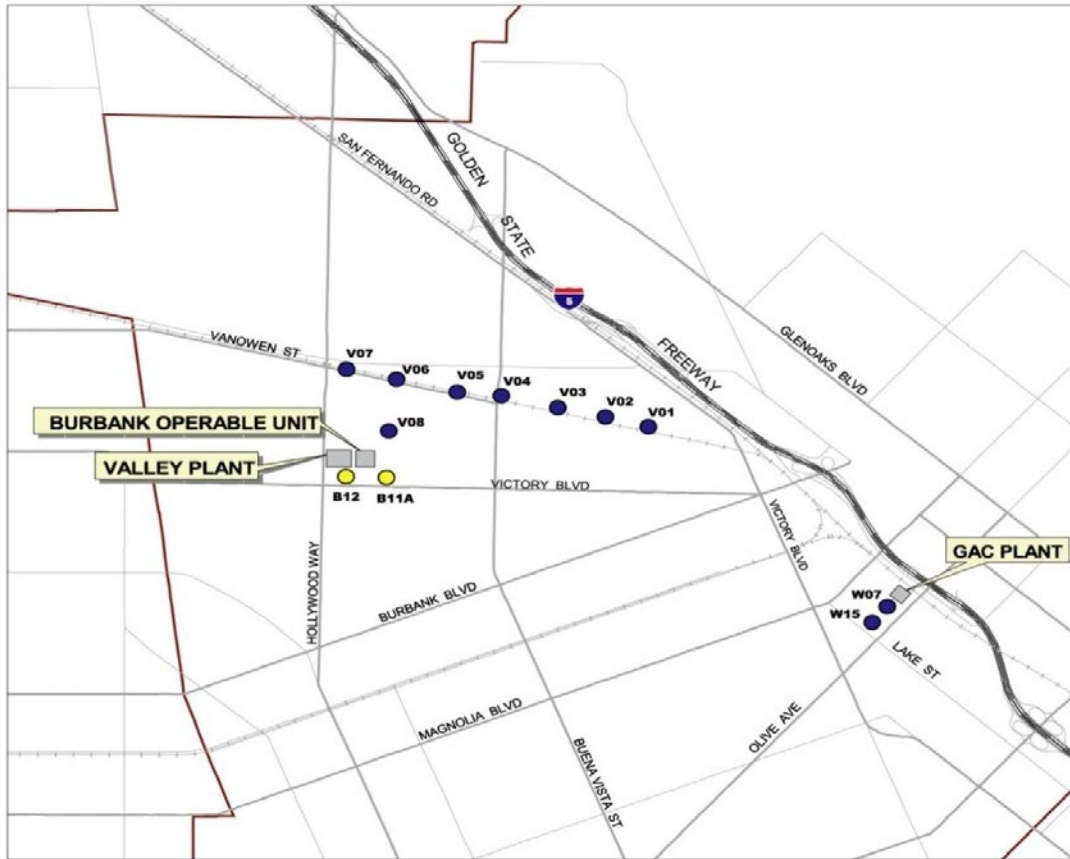 GOLDEN
STATE
FREEWAY
5
SAN FERNANDO RD
GLENOAKS BLVD
VANOWEN ST
V07
V06
V05
V04
V03
V02
V01
V08
BURBANK OPERABLE UNIT
VALLEY PLANT
B12
B11A
VICTORY BLVD
VICTORY BLVD
HOLLYWOOD WAY
BURBANK BLVD
GAC PLANT
W07
W15
LAKE ST
MAGNOLIA BLVD
OLIVE AVE
BUENA VISTA ST